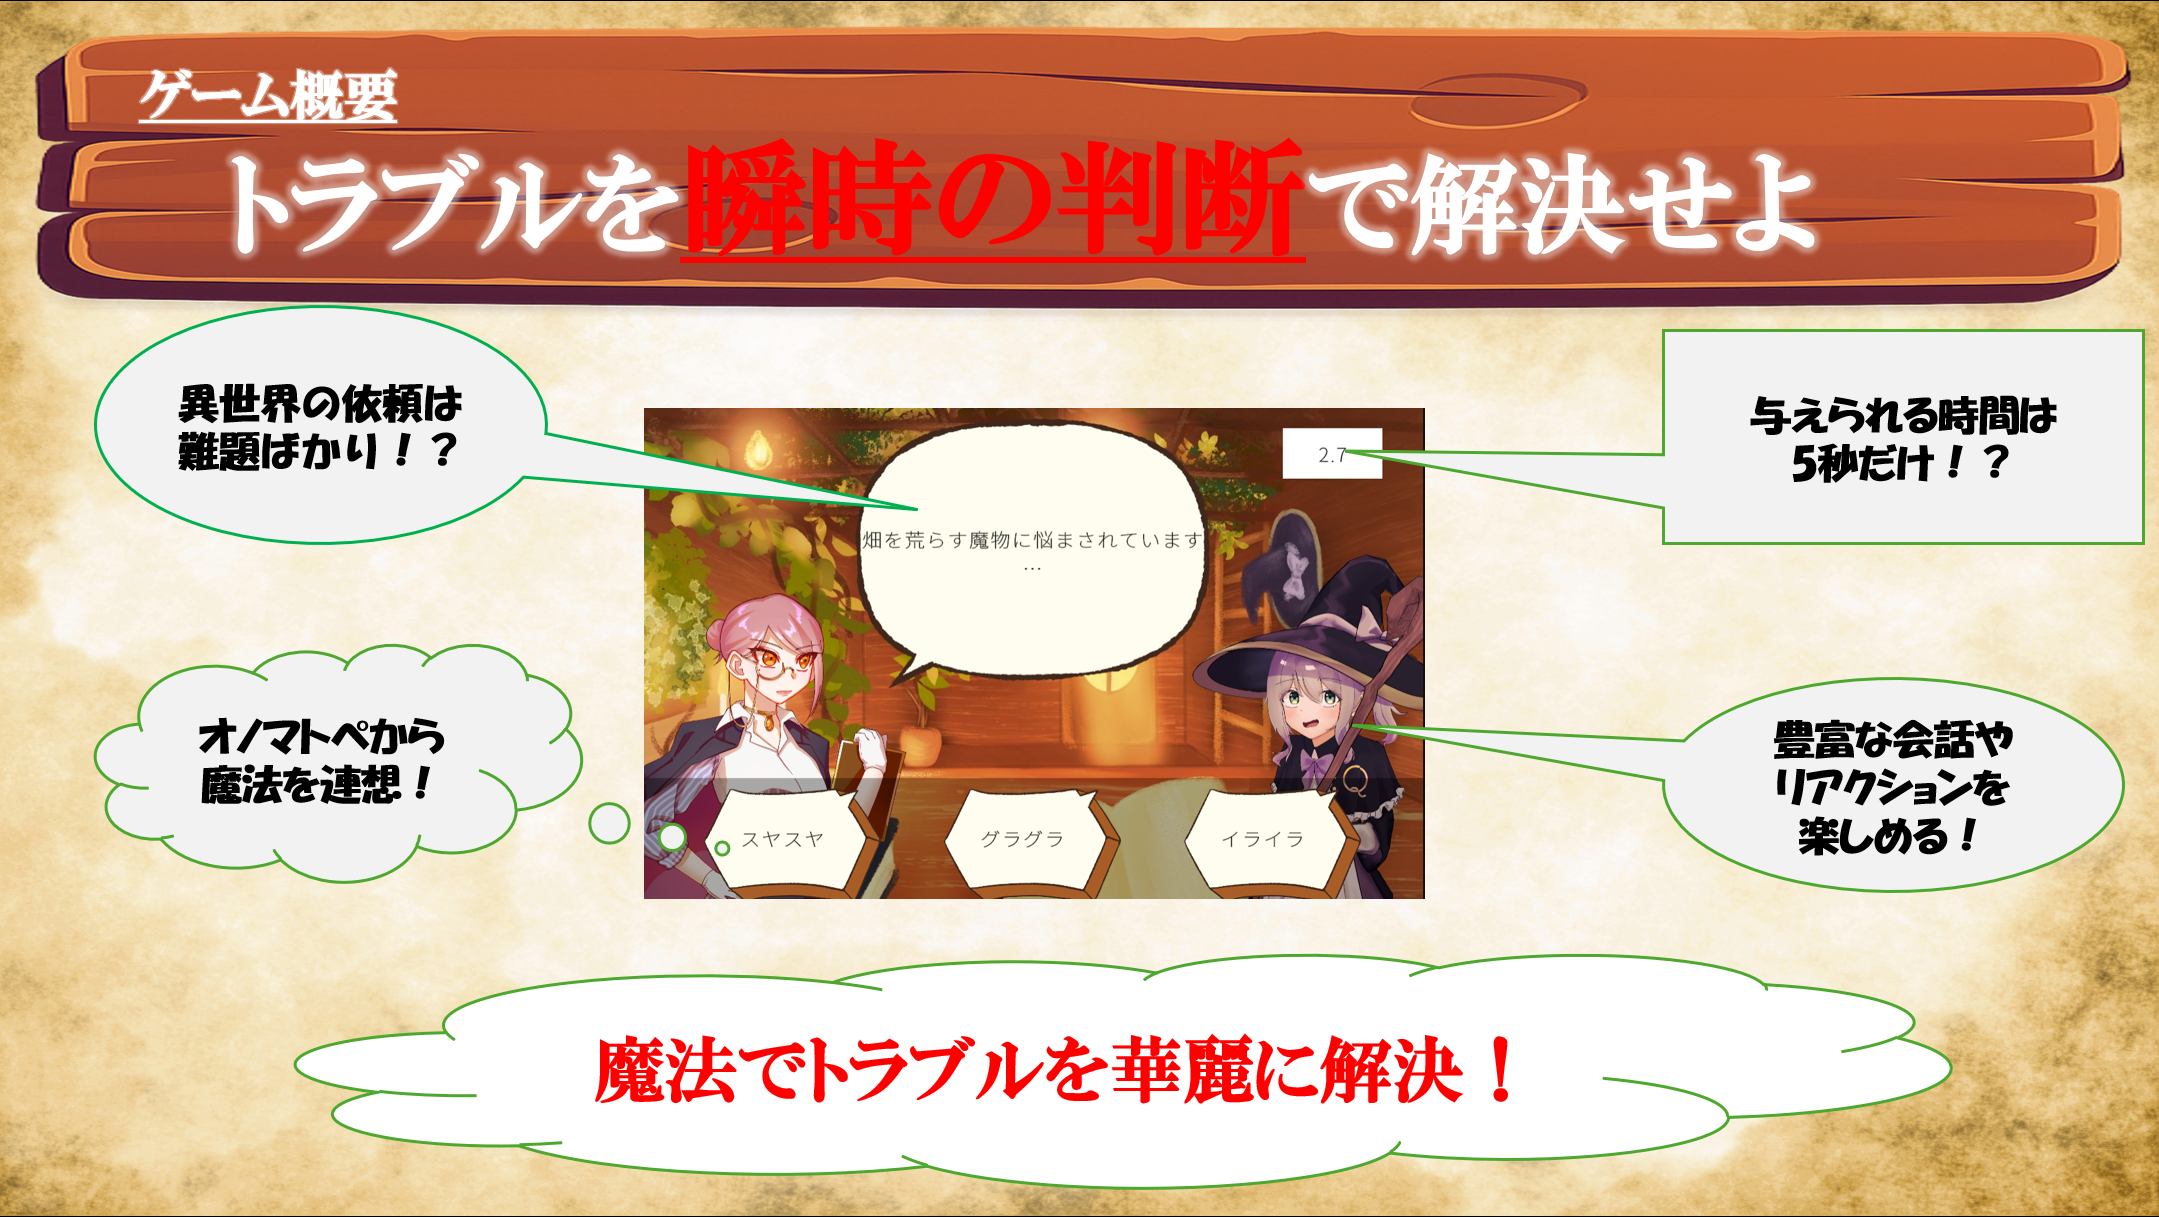 ゲーム概要
トラブルを瞬時の判断で解決せよ
異世界の依頼は
難題ばかり！？
与えられる時間は
5秒だけ！？
2.7
畑を荒らす魔物に悩まされています
…
オノマトペから
魔法を連想！
豊富な会話や
リアクションを
楽しめる！
スヤスヤ
グラグラ
イライラ
魔法でトラブルを華麗に解決！